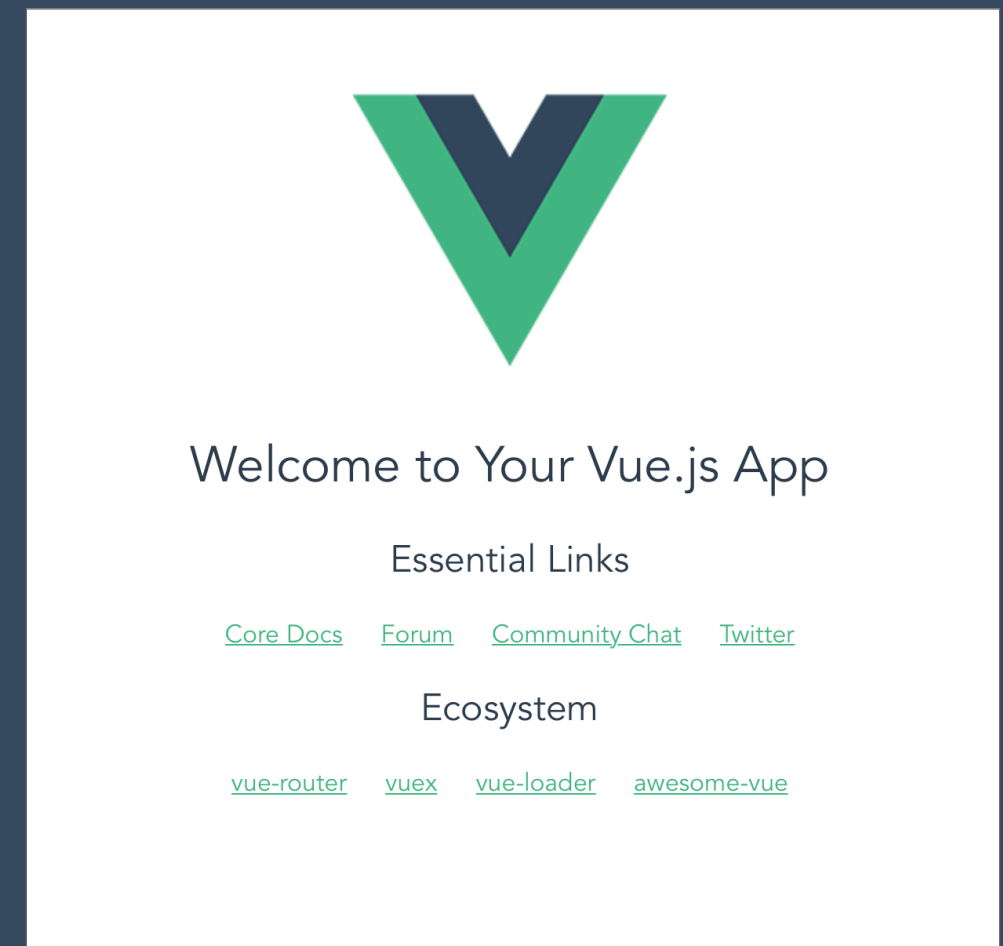 Welcome to Your Vue.js App
Essential Links
Core Docs Forum Community Chat Twitter
Ecosystem
vue-router vuex vue-loader awesome-vue